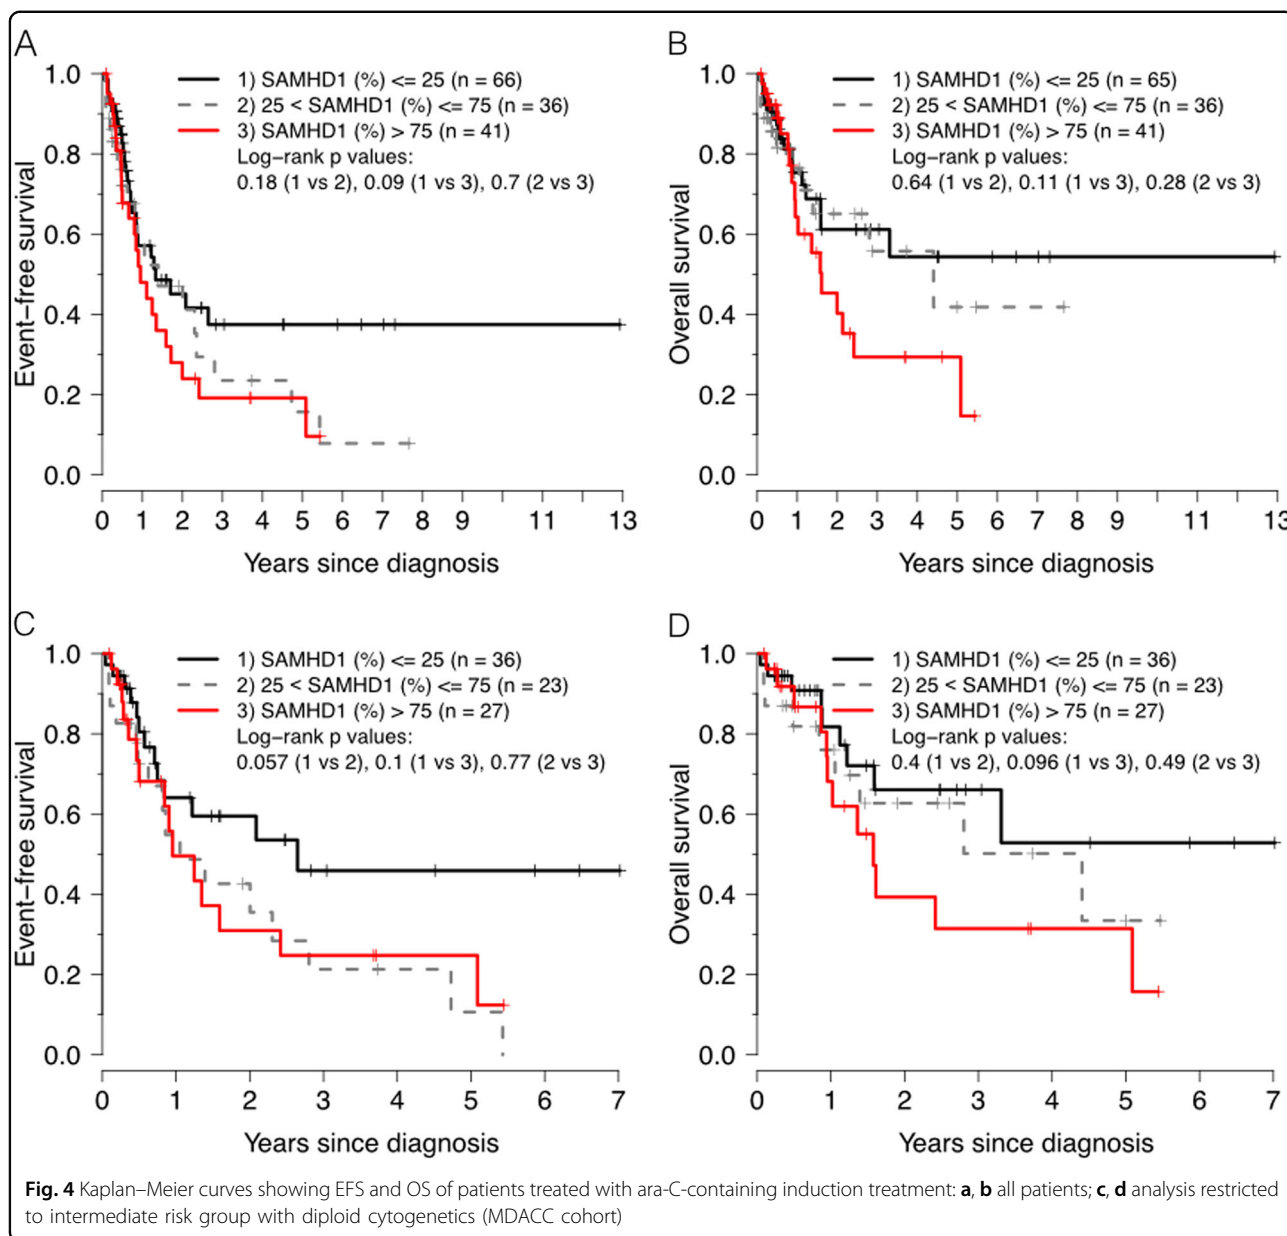 A
1) SAMHD1 (%) <= 25 (n = 66)
2) 25 < SAMHD1 (%) <= 75 (n = 36)
3) SAMHD1 (%) > 75 (n = 41)
Log−rank p values:
0.18 (1 vs 2), 0.09 (1 vs 3), 0.7 (2 vs 3)
Event−free survival
1.0
0.8
0.6
0.4
0.2
0.0
0 1 2 3 4 5 6 7 8 9 11 13
Years since diagnosis
B
1) SAMHD1 (%) <= 25 (n = 65)
2) 25 < SAMHD1 (%) <= 75 (n = 36)
3) SAMHD1 (%) > 75 (n = 41)
Log−rank p values:
0.64 (1 vs 2), 0.11 (1 vs 3), 0.28 (2 vs 3)
Overall survival
1.0
0.8
0.6
0.4
0.2
0.0
0 1 2 3 4 5 6 7 8 9 11 13
Years since diagnosis
C
1) SAMHD1 (%) <= 25 (n = 36)
2) 25 < SAMHD1 (%) <= 75 (n = 23)
3) SAMHD1 (%) > 75 (n = 27)
Log−rank p values:
0.057 (1 vs 2), 0.1 (1 vs 3), 0.77 (2 vs 3)
Event−free survival
1.0
0.8
0.6
0.4
0.2
0.0
0 1 2 3 4 5 6 7
Years since diagnosis
D
1) SAMHD1 (%) <= 25 (n = 36)
2) 25 < SAMHD1 (%) <= 75 (n = 23)
3) SAMHD1 (%) > 75 (n = 27)
Log−rank p values:
0.4 (1 vs 2), 0.096 (1 vs 3), 0.49 (2 vs 3)
Overall survival
1.0
0.8
0.6
0.4
0.2
0.0
0 1 2 3 4 5 6 7
Years since diagnosis
Fig. 4 Kaplan–Meier curves showing EFS and OS of patients treated with ara-C-containing induction treatment: a, b all patients; c, d analysis restricted
to intermediate risk group with diploid cytogenetics (MDACC cohort)